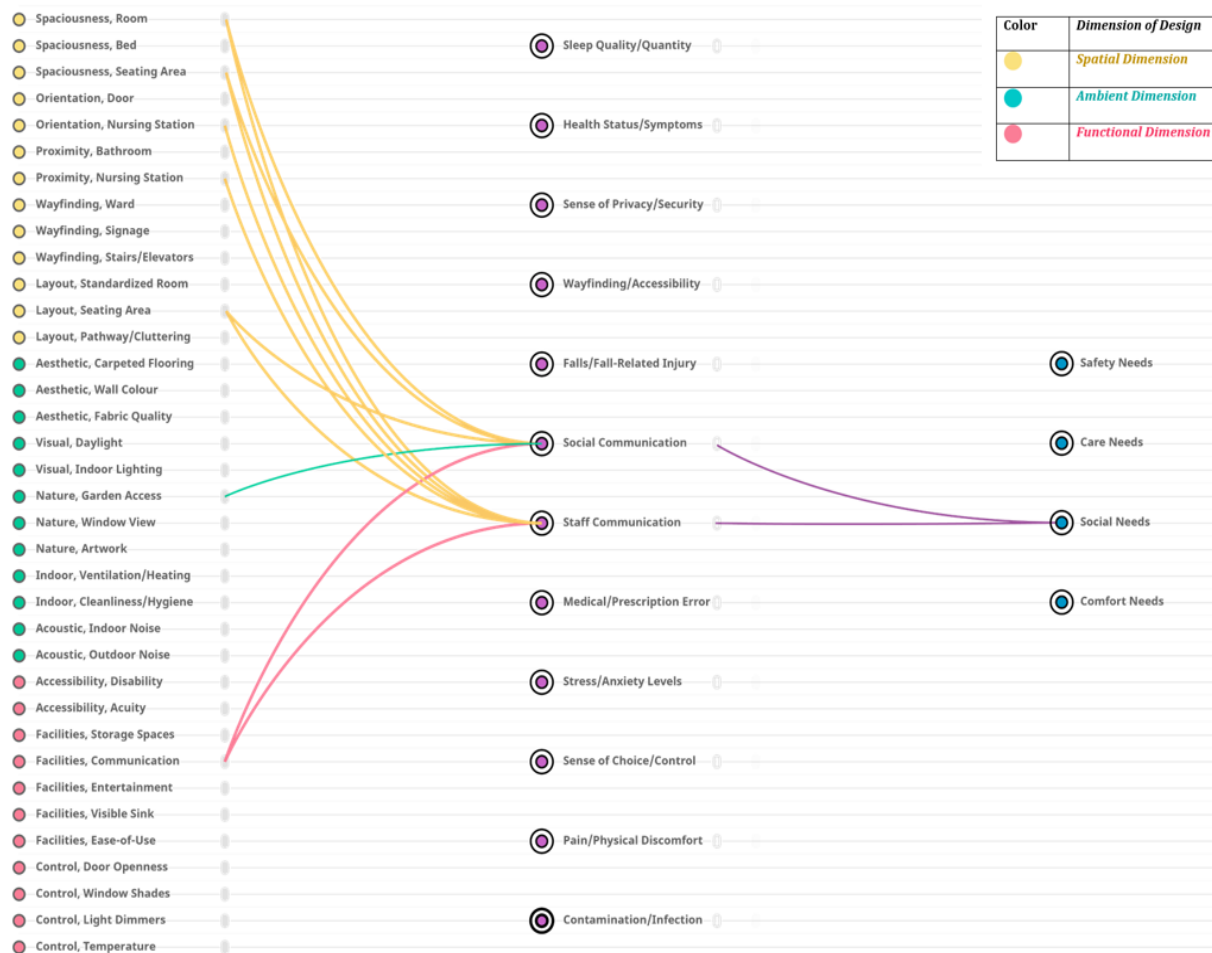 Spaciousness, Room
Spaciousness, Bed
Spaciousness, Seating Area
Orientation, Door
Orientation, Nursing Station
Proximity, Bathroom
Proximity, Nursing Station
Wayfinding, Ward
Wayfinding, Signage
Wayfinding, Stairs/Elevators
Layout, Standardized Room
Layout, Seating Area
Layout, Pathway/Cluttering
Aesthetic, Carpeted Flooring
Aesthetic, Wall Colour
Aesthetic, Fabric Quality
Visual, Daylight
Visual, Indoor Lighting
Nature, Garden Access
Nature, Window View
Nature, Artwork
Indoor, Ventilation/Heating
Indoor, Cleanliness/Hygiene
Acoustic, Indoor Noise
Acoustic, Outdoor Noise
Accessibility, Disability
Accessibility, Acuity
Facilities, Storage Spaces
Facilities, Communication
Facilities, Entertainment
Facilities, Visible Sink
Facilities, Ease-of-Use
Control, Door Openness
Control, Window Shades
Control, Light Dimmers
Control, Temperature
Sleep Quality/Quantity
Health Status/Symptoms
Sense of Privacy/Security
Wayfinding/Accessibility
Falls/Fall-Related Injury
Social Communication
Staff Communication
Medical/Prescription Error
Stress/Anxiety Levels
Sense of Choice/Control
Pain/Physical Discomfort
Contamination/Infection
Safety Needs
Care Needs
Social Needs
Comfort Needs
Color Dimension of Design
Spatial Dimension
Ambient Dimension
Functional Dimension